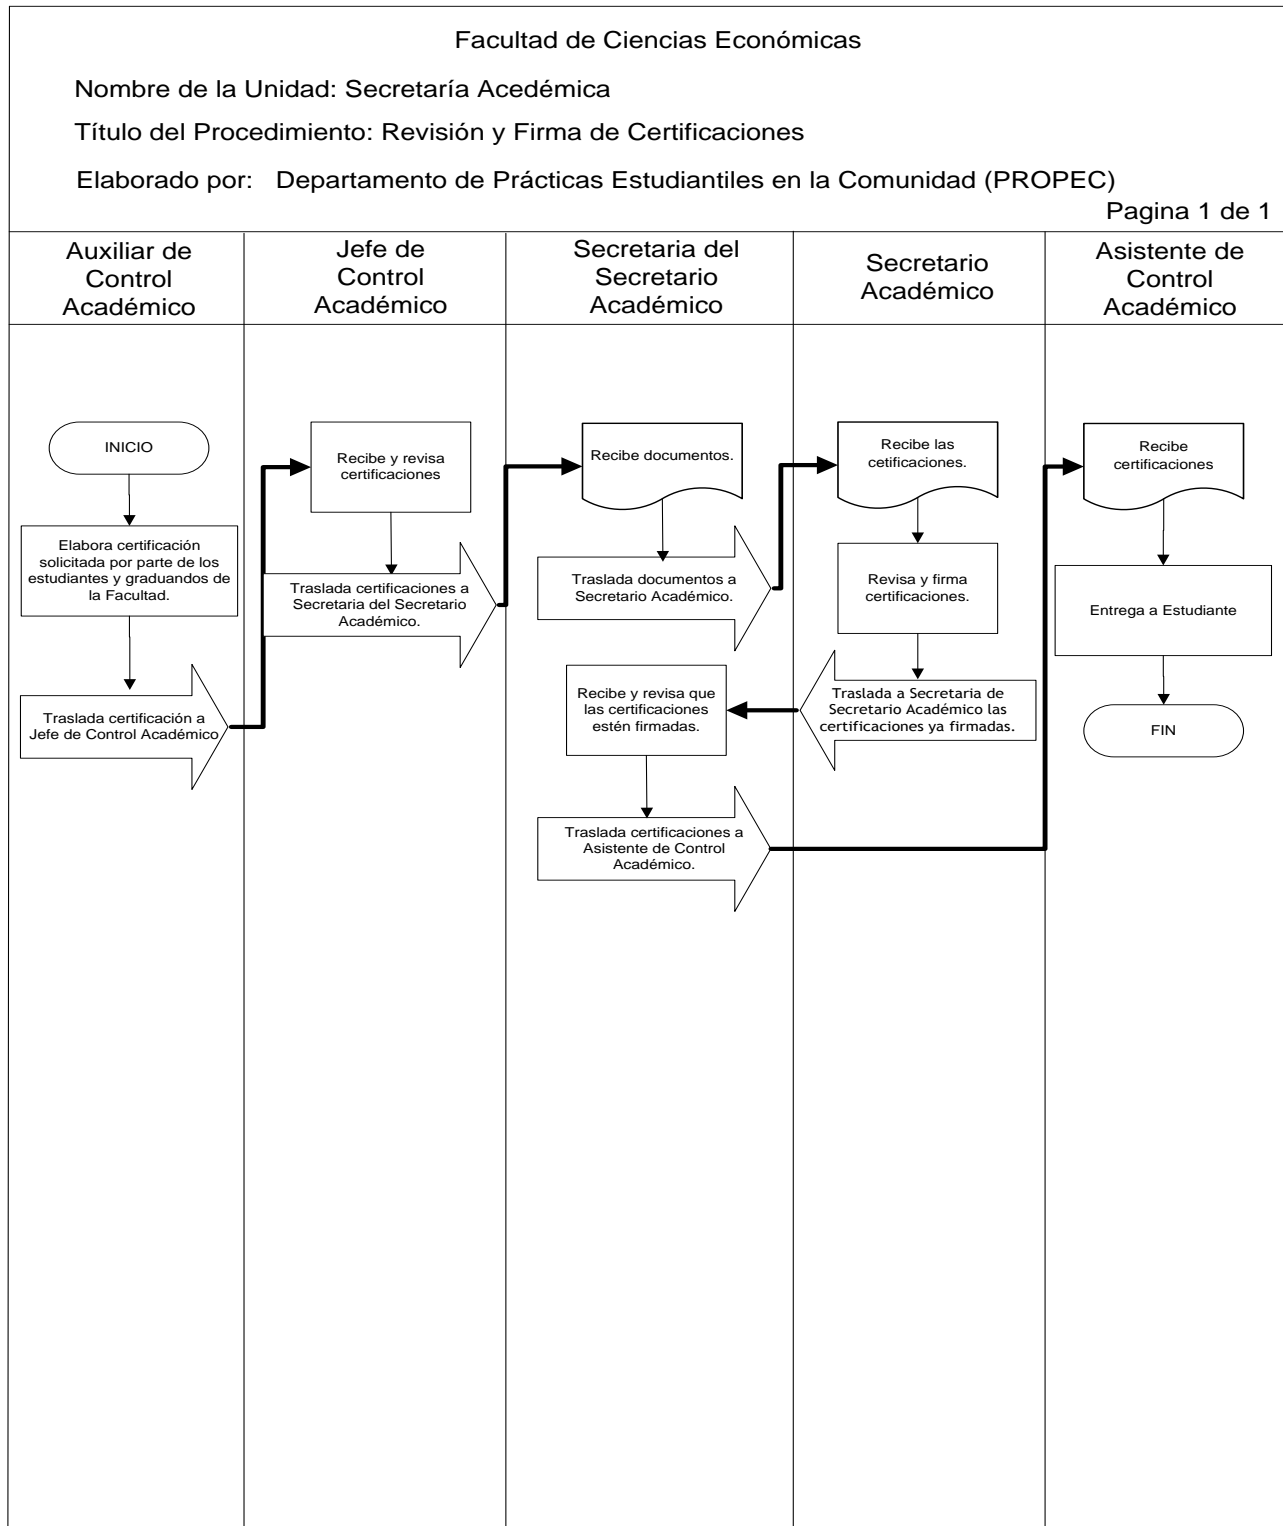 Facultad de Ciencias Económicas
Nombre de la Unidad: Secretaría Acedémica
Título del Procedimiento: Revisión y Firma de Certificaciones
Elaborado por: Departamento de Prácticas Estudiantiles en la Comunidad (PROPEC)
Pagina 1 de 1
Auxiliar de
Control
Académico
Jefe de
Control
Académico
Secretaria del
Secretario
Académico
Secretario
Académico
Asistente de
Control
Académico
INICIO
Elabora certificación
solicitada por parte de los
estudiantes y graduandos de
la Facultad.
Traslada certificación a
Jefe de Control Académico
Recibe y revisa
certificaciones
Traslada certificaciones a
Secretaria del Secretario
Académico.
Recibe documentos.
Traslada documentos a
Secretario Académico.
Recibe las
cetificaciones.
Revisa y firma
certificaciones.
Traslada a Secretaria de
Secretario Académico las
certificaciones ya firmadas.
Recibe y revisa que
las certificaciones
estén firmadas.
Traslada certificaciones a
Asistente de Control
Académico.
Recibe
certificaciones
Entrega a Estudiante
FIN